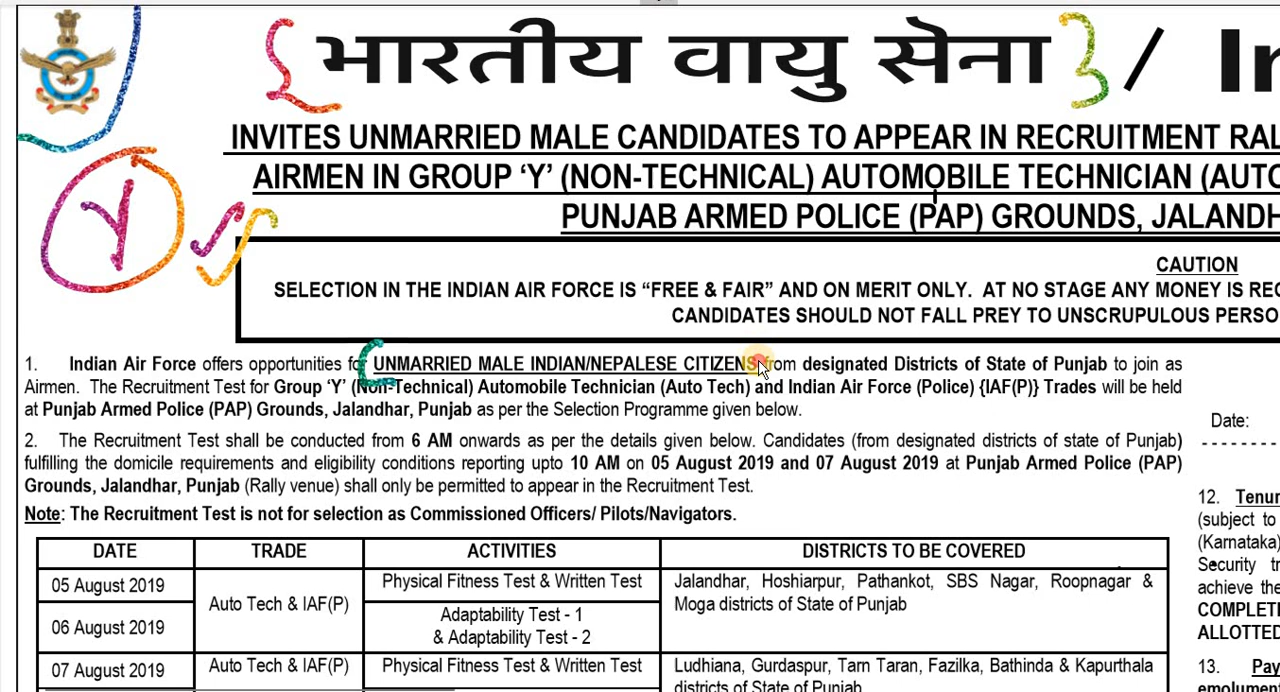 भारतीय वायु सेना / In
INVITES UNMARRIED MALE CANDIDATES TO APPEAR IN RECRUITMENT RAL
AIRMEN IN GROUP ‘Y’ (NON-TECHNICAL) AUTOMOBILE TECHNICIAN (AUTO
PUNJAB ARMED POLICE (PAP) GROUNDS, JALANDH
Y
CAUTION
SELECTION IN THE INDIAN AIR FORCE IS “FREE & FAIR” AND ON MERIT ONLY. AT NO STAGE ANY MONEY IS REQ
CANDIDATES SHOULD NOT FALL PREY TO UNSCRUPULOUS PERSO
1. Indian Air Force offers opportunities for UNMARRIED MALE INDIAN/NEPALESE CITIZENS from designated Districts of State of Punjab to join as
Airmen. The Recruitment Test for Group ‘Y’ (Non-Technical) Automobile Technician (Auto Tech) and Indian Air Force (Police) {IAF(P)} Trades will be held
at Punjab Armed Police (PAP) Grounds, Jalandhar, Punjab as per the Selection Programme given below.
2. The Recruitment Test shall be conducted from 6 AM onwards as per the details given below. Candidates (from designated districts of state of Punjab)
fulfilling the domicile requirements and eligibility conditions reporting upto 10 AM on 05 August 2019 and 07 August 2019 at Punjab Armed Police (PAP)
Grounds, Jalandhar, Punjab (Rally venue) shall only be permitted to appear in the Recruitment Test.
Note: The Recruitment Test is not for selection as Commissioned Officers/ Pilots/Navigators.
DATE TRADE ACTIVITIES DISTRICTS TO BE COVERED
05 August 2019 Auto Tech & IAF(P) Physical Fitness Test & Written Test Jalandhar, Hoshiarpur, Pathankot, SBS Nagar, Roopnagar &
Moga districts of State of Punjab
06 August 2019 Adaptability Test - 1
& Adaptability Test - 2
07 August 2019 Auto Tech & IAF(P) Physical Fitness Test & Written Test Ludhiana, Gurdaspur, Tarn Taran, Fazilka, Bathinda & Kapurthala
districts of State of Punjab
Date:
12. Tenur
(subject to
(Karnataka)
Security tr
achieve the
COMPLETI
ALLOTTED
13. Pay
emolument